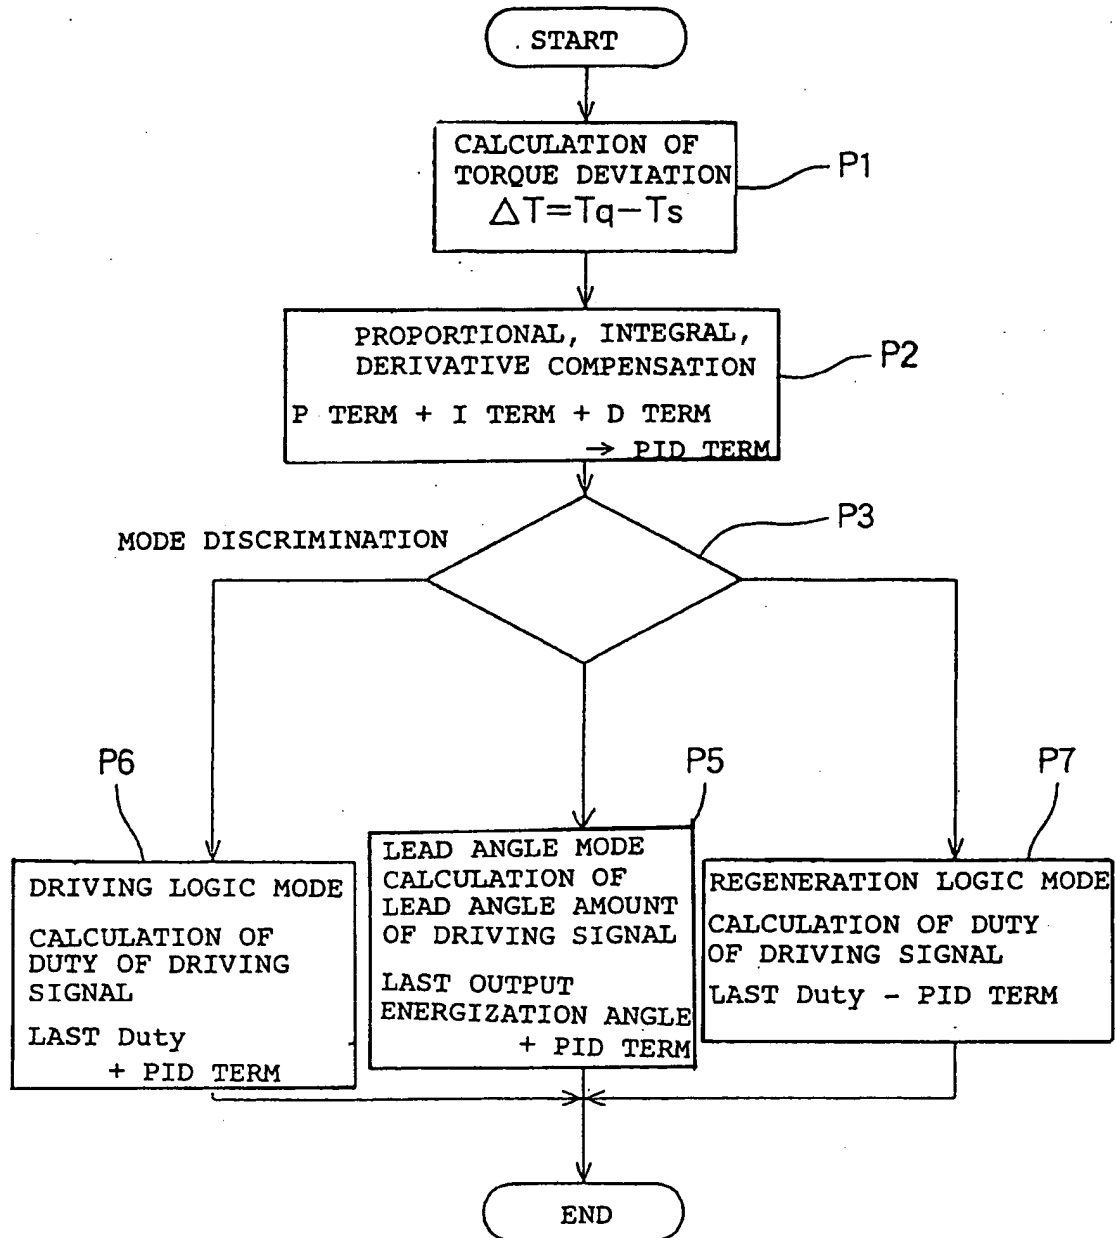 START
CALCULATION OF
TORQUE DEVIATION
△T=Tq−Ts
P1
PROPORTIONAL, INTEGRAL,
DERIVATIVE COMPENSATION
P TERM + I TERM + D TERM
→ PID TERM
P2
MODE DISCRIMINATION
P3
P6
DRIVING LOGIC MODE
CALCULATION OF
DUTY OF DRIVING
SIGNAL
LAST Duty
+ PID TERM
P5
LEAD ANGLE MODE
CALCULATION OF
LEAD ANGLE AMOUNT
OF DRIVING SIGNAL
LAST OUTPUT
ENERGIZATION ANGLE
+ PID TERM
P7
REGENERATION LOGIC MODE
CALCULATION OF DUTY
OF DRIVING SIGNAL
LAST Duty - PID TERM
END